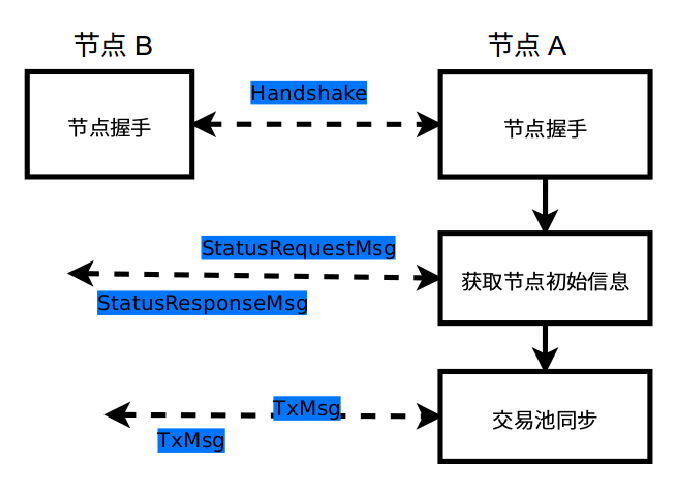 节点 B
节点 A
Handshake
节点握手
节点握手
StatusRequestMsg
获取节点初始信息
StatusResponseMsg
TxMsg
交易池同步
TxMsg